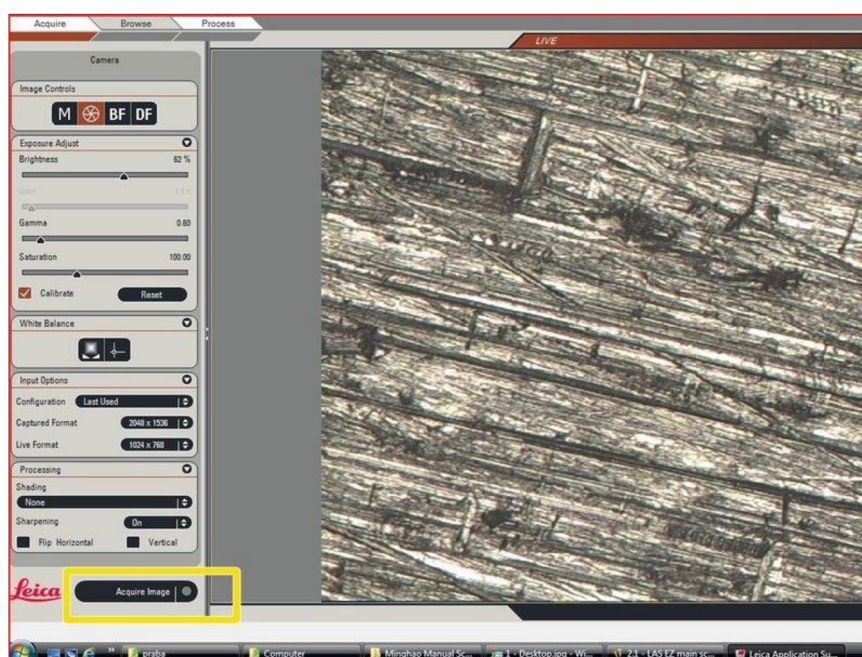 Acquire Browse Process
LIVE
Camera
Image Controls
M BF DF
Exposure Adjust
Brightness 62 %
Gamma 0.60
Saturation 100.00
Calibrate Reset
White Balance
Input Options
Configuration Last Used
Captured Format 2048 x 1536
Live Format 1024 x 768
Processing
Shading
None
Sharpening On
Flip Horizontal Vertical
Leica Acquire Image
praba Computer Minghao Manual Sc... 1 - Desktop.jpg - Wi... 2.1 - LAS EZ main sc... Leica Application Su...